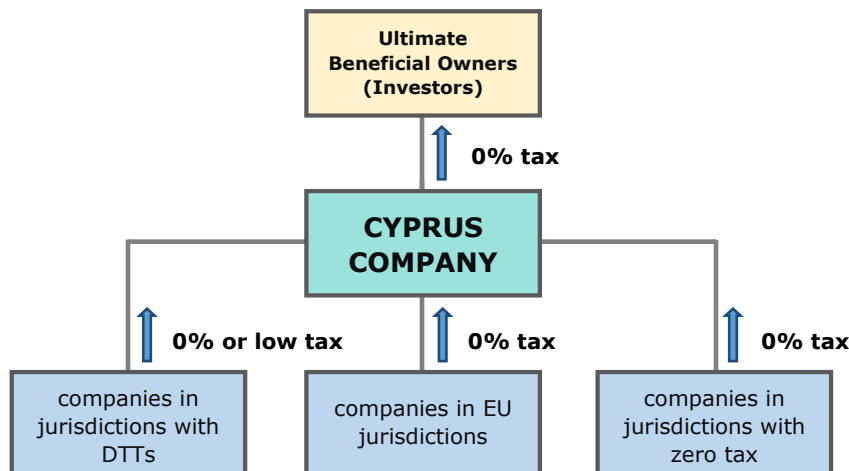 Ultimate
Beneficial Owners
(Investors)
0% tax
CYPRUS
COMPANY
0% or low tax
0% tax
0% tax
companies in
jurisdictions with
DTTs
companies in EU
jurisdictions
companies in
jurisdictions with
zero tax